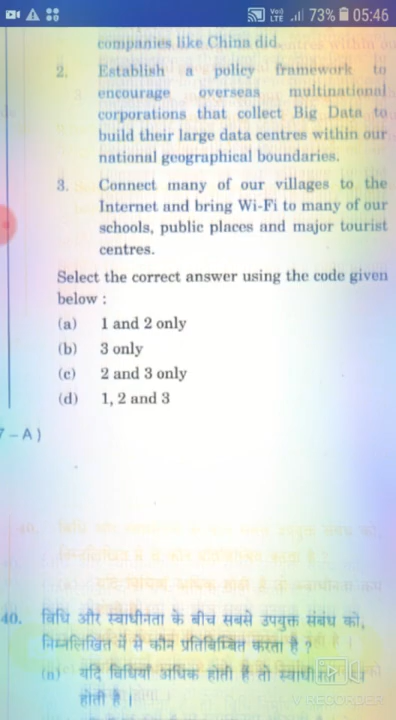 73% 05:46
companies like China did.
2. Establish a policy framework to
encourage overseas multinational
corporations that collect Big Data to
build their large data centres within our
national geographical boundaries.
3. Connect many of our villages to the
Internet and bring Wi-Fi to many of our
schools, public places and major tourist
centres.
Select the correct answer using the code given
below :
(a) 1 and 2 only
(b) 3 only
(c) 2 and 3 only
(d) 1, 2 and 3
7 – A )
40. विधि और स्वाधीनता के बीच सबसे उपयुक्त संबंध को,
निम्नलिखित में से कौन प्रतिबिम्बित करता है ?
(a) यदि विधियाँ अधिक होती हैं तो
होती है ।
V RECORDER